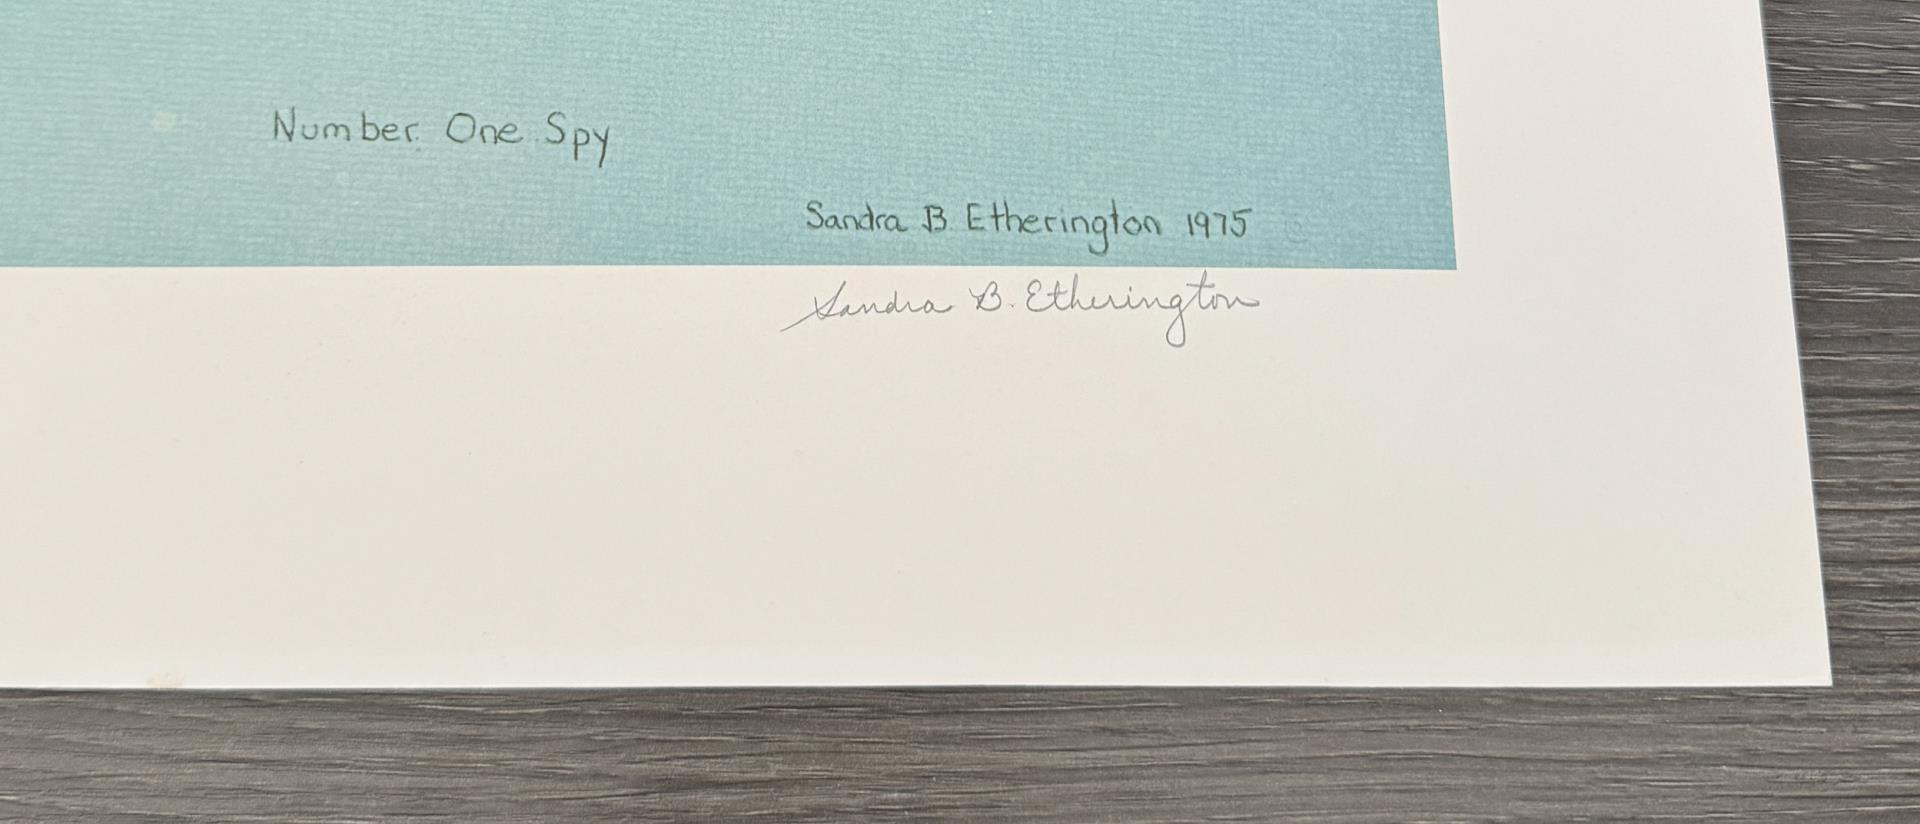 Number One Spy
Sandra B Etherington 1975
Sandra B. Etherington